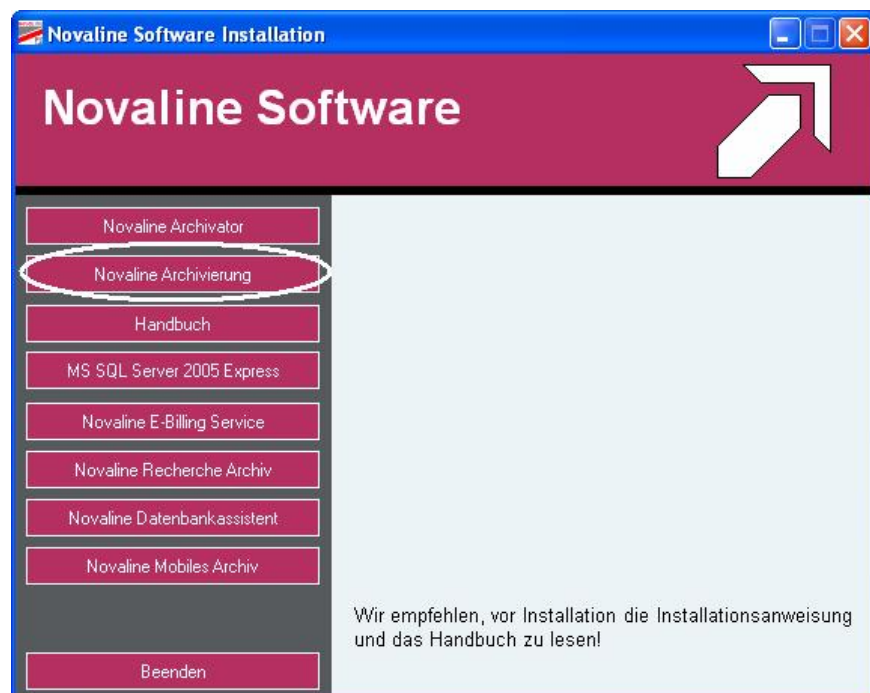 Novaline Software Installation
Novaline Software
Novaline Archivator
Novaline Archivierung
Handbuch
MS SQL Server 2005 Express
Novaline E-Billing Service
Novaline Recherche Archiv
Novaline Datenbankassistent
Novaline Mobiles Archiv
Wir empfehlen, vor Installation die Installationsanweisung
und das Handbuch zu lesen!
Beenden